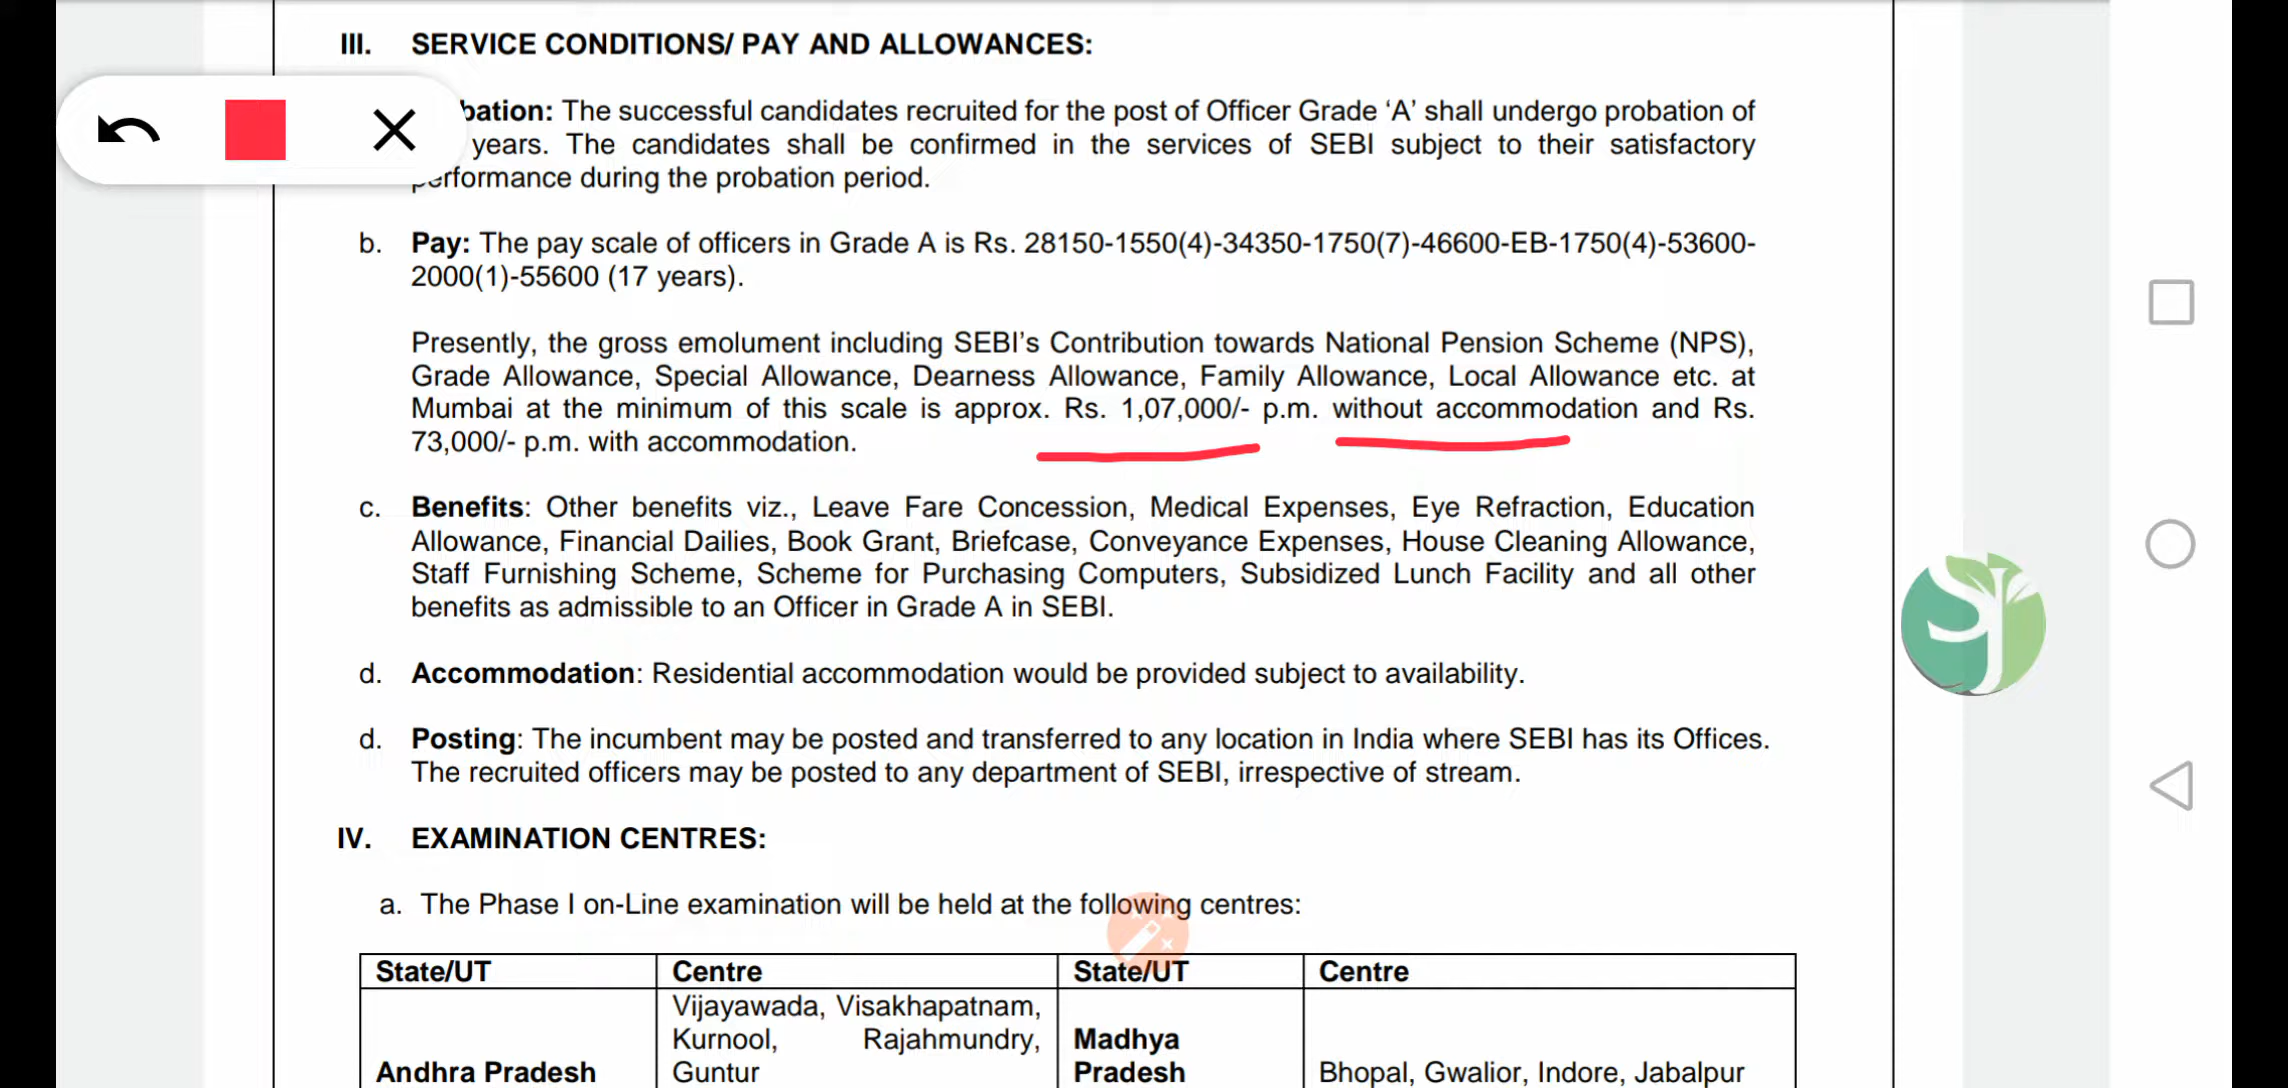 III. SERVICE CONDITIONS/ PAY AND ALLOWANCES:
bation: The successful candidates recruited for the post of Officer Grade ‘A’ shall undergo probation of
years. The candidates shall be confirmed in the services of SEBI subject to their satisfactory
performance during the probation period.
b. Pay: The pay scale of officers in Grade A is Rs. 28150-1550(4)-34350-1750(7)-46600-EB-1750(4)-53600-
2000(1)-55600 (17 years).
Presently, the gross emolument including SEBI’s Contribution towards National Pension Scheme (NPS),
Grade Allowance, Special Allowance, Dearness Allowance, Family Allowance, Local Allowance etc. at
Mumbai at the minimum of this scale is approx. Rs. 1,07,000/- p.m. without accommodation and Rs.
73,000/- p.m. with accommodation.
c. Benefits: Other benefits viz., Leave Fare Concession, Medical Expenses, Eye Refraction, Education
Allowance, Financial Dailies, Book Grant, Briefcase, Conveyance Expenses, House Cleaning Allowance,
Staff Furnishing Scheme, Scheme for Purchasing Computers, Subsidized Lunch Facility and all other
benefits as admissible to an Officer in Grade A in SEBI.
d. Accommodation: Residential accommodation would be provided subject to availability.
d. Posting: The incumbent may be posted and transferred to any location in India where SEBI has its Offices.
The recruited officers may be posted to any department of SEBI, irrespective of stream.
IV. EXAMINATION CENTRES:
a. The Phase I on-Line examination will be held at the following centres:
State/UT Centre State/UT Centre
Vijayawada, Visakhapatnam,
Kurnool, Rajahmundry, Madhya
Andhra Pradesh Guntur Pradesh Bhopal, Gwalior, Indore, Jabalpur